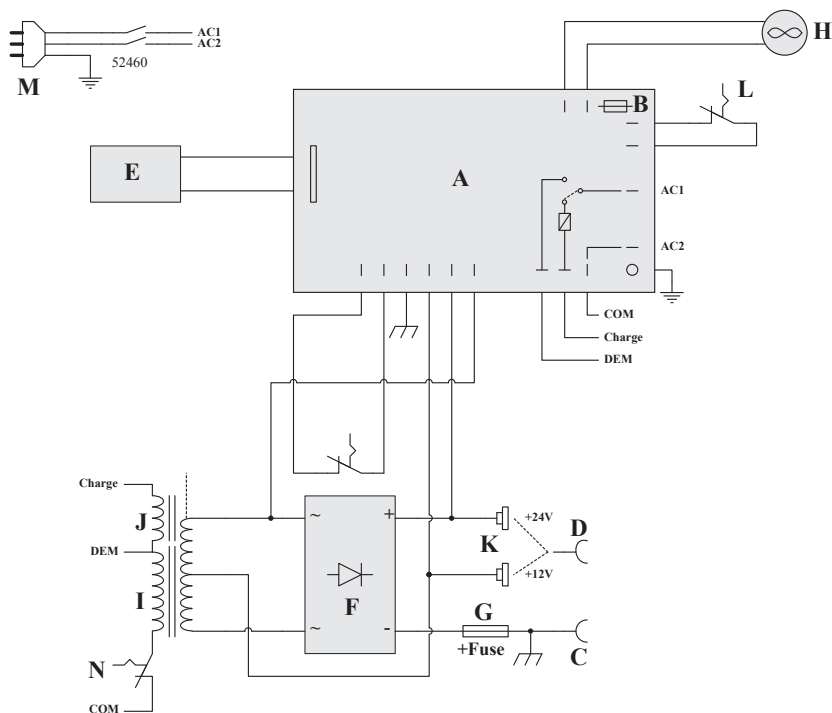 AC1
AC2
52460
M
H
B
L
E
A
AC1
AC2
COM
Charge
DEM
Charge
J
DEM
I
N
COM
~
+
~
-
F
K
+24V
D
+12V
G
+Fuse
C